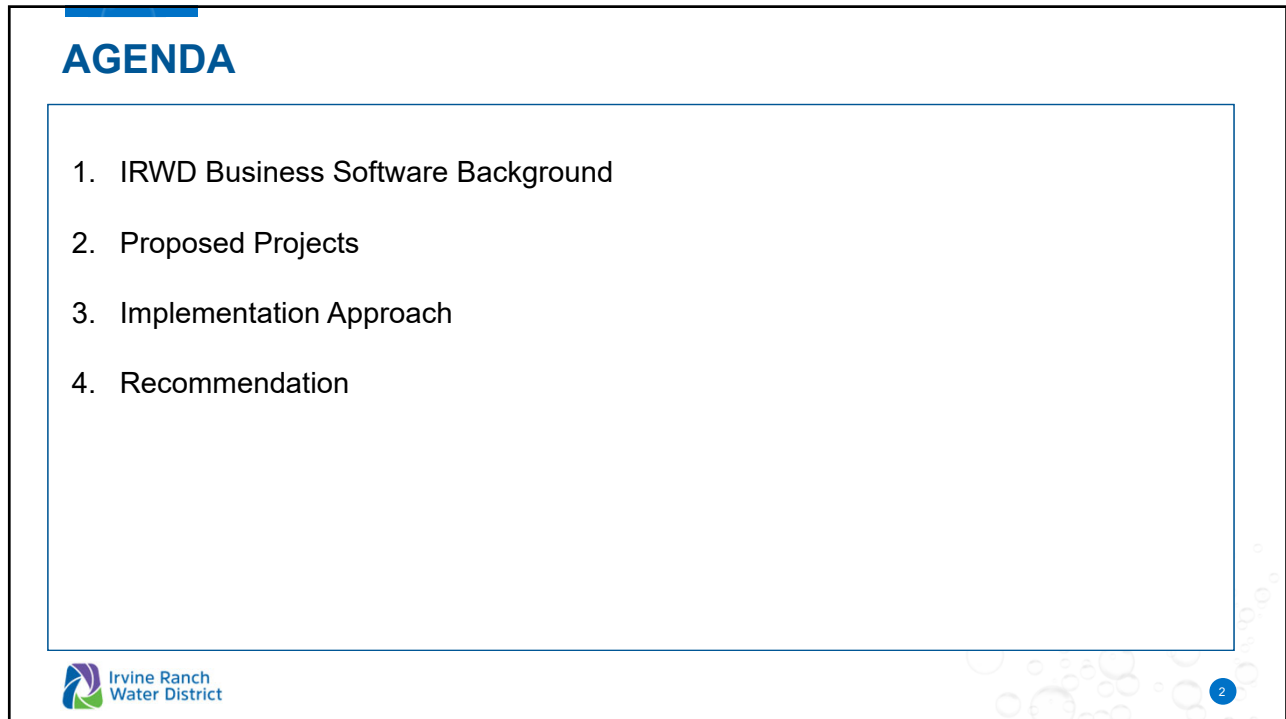 AGENDA
1. IRWD Business Software Background
2. Proposed Projects
3. Implementation Approach
4. Recommendation
Irvine Ranch
Water District
2